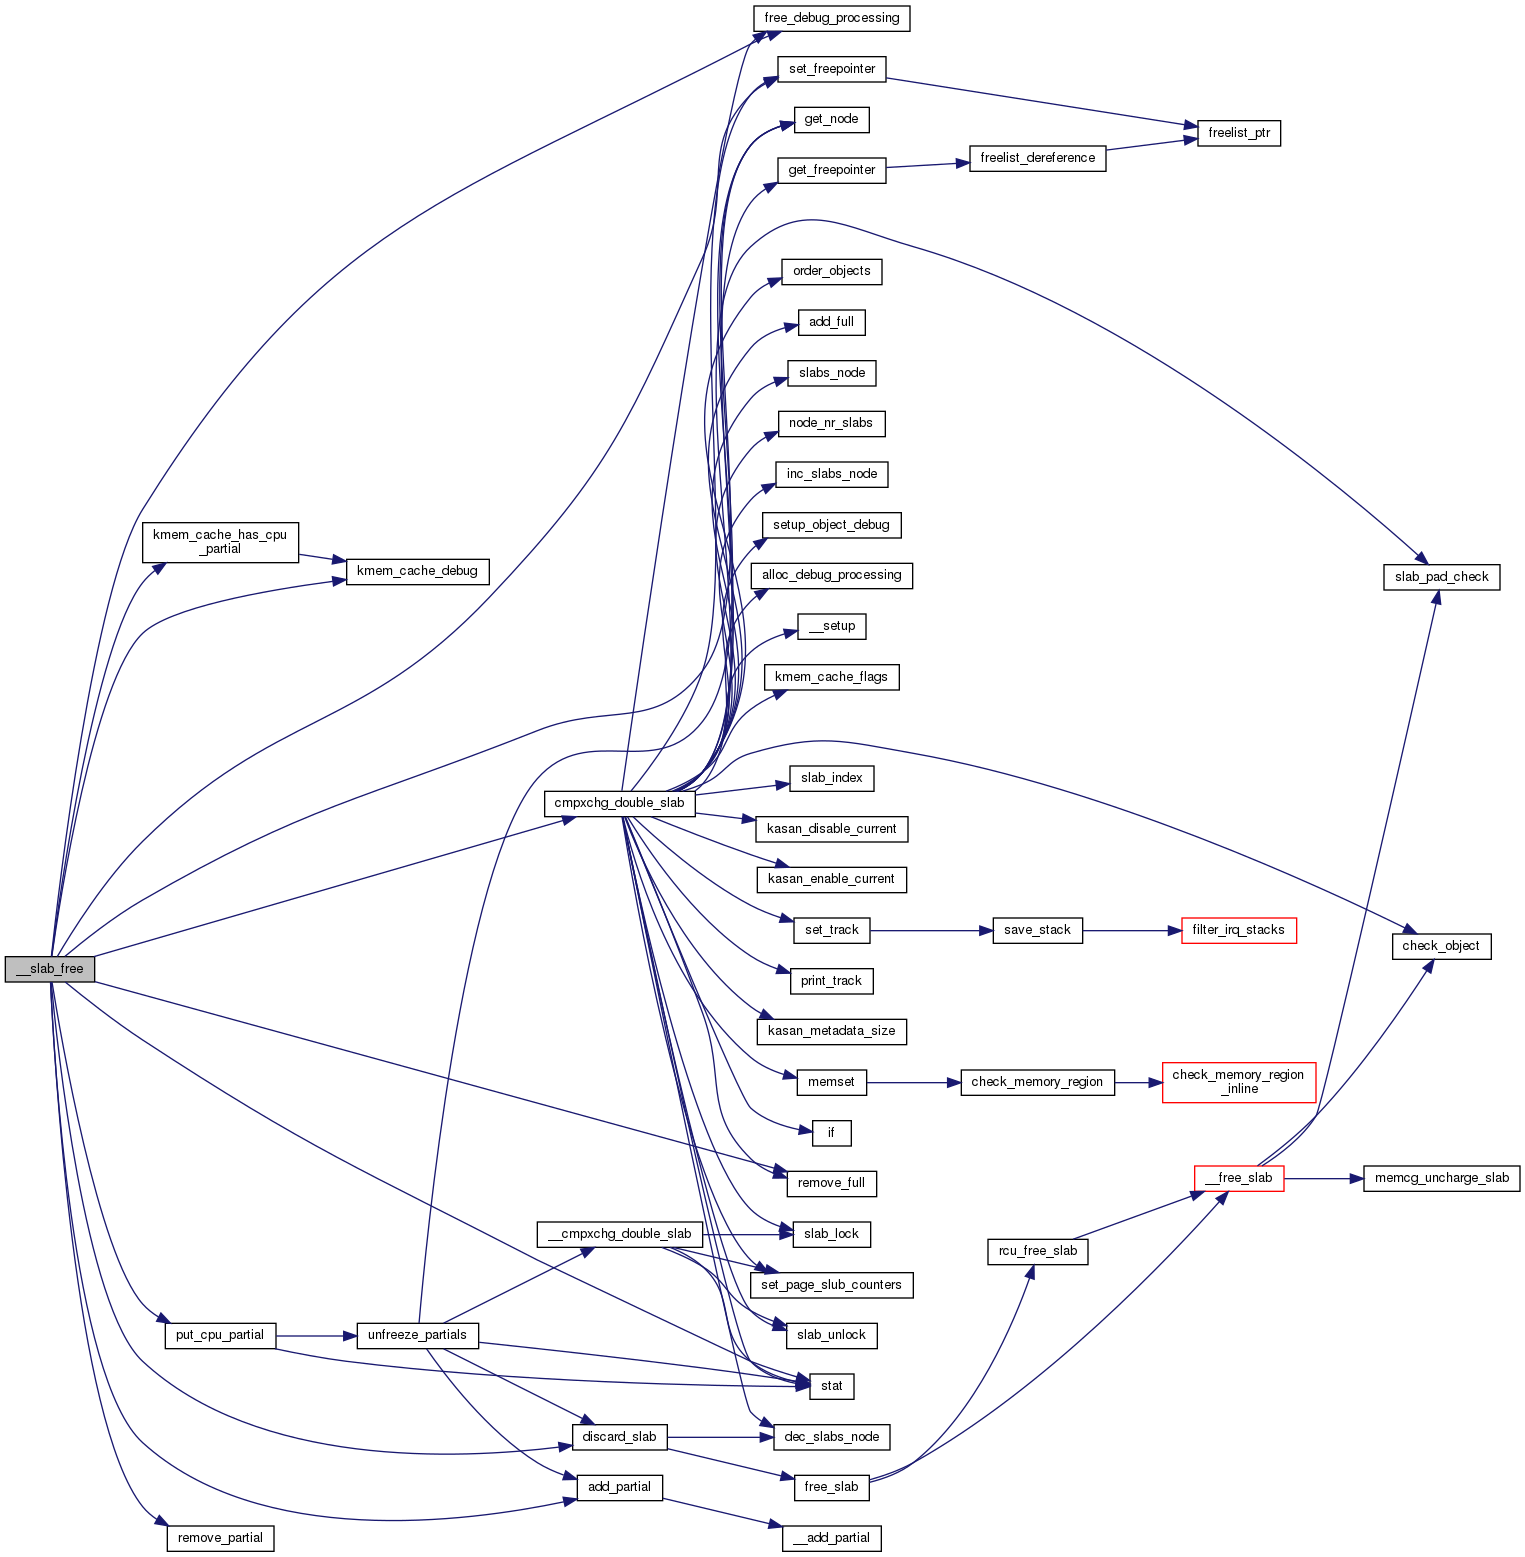 free_debug_processing
set_freepointer
get_node
freelist_ptr
freelist_dereference
get_freepointer
order_objects
add_full
slabs_node
node_nr_slabs
inc_slabs_node
setup_object_debug
kmem_cache_has_cpu
_partial
kmem_cache_debug
alloc_debug_processing
slab_pad_check
__setup
kmem_cache_flags
slab_index
cmpxchg_double_slab
kasan_disable_current
kasan_enable_current
set_track
save_stack
filter_irq_stacks
check_object
__slab_free
print_track
kasan_metadata_size
memset
check_memory_region
check_memory_region
_inline
if
remove_full
__free_slab
memcg_uncharge_slab
__cmpxchg_double_slab
slab_lock
rcu_free_slab
set_page_slub_counters
put_cpu_partial
unfreeze_partials
slab_unlock
stat
discard_slab
dec_slabs_node
add_partial
free_slab
remove_partial
__add_partial